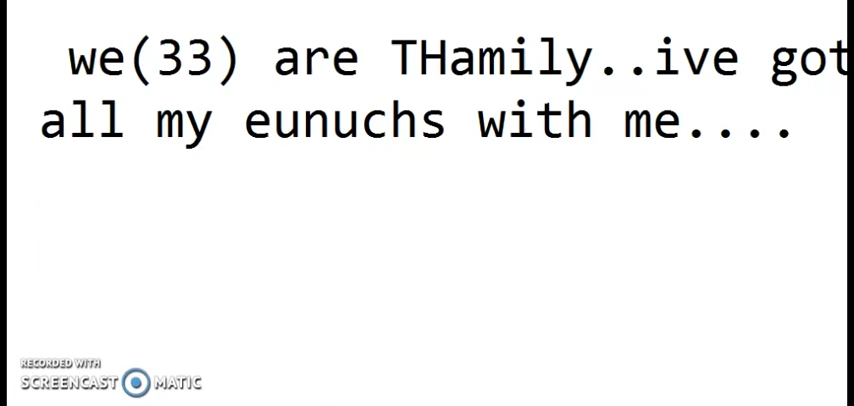 we(33) are THamily..ive got
all my eunuchs with me....
RECORDED WITH
SCREENCAST MATIC